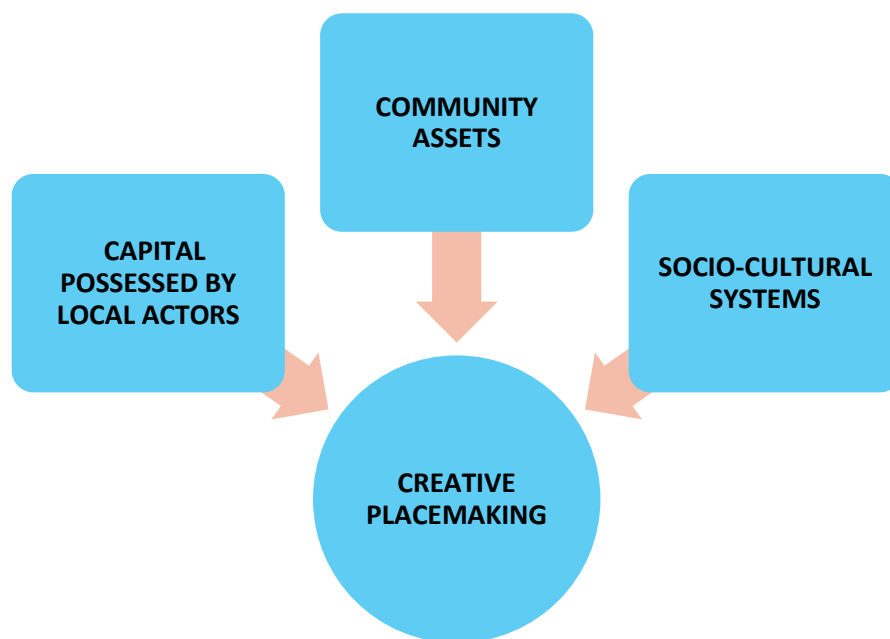 COMMUNITY
ASSETS
CAPITAL
POSSESSED BY
LOCAL ACTORS
SOCIO-CULTURAL
SYSTEMS
CREATIVE
PLACEMAKING